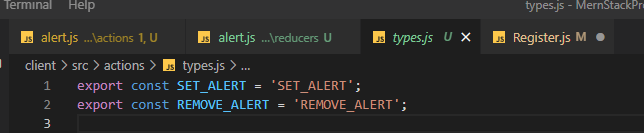 Terminal Help types.js - MernStackPro
alert.js ...\actions 1, U alert.js ...\reducers U types.js U Register.js M
client > src > actions > types.js > ...
1 export const SET_ALERT = 'SET_ALERT';
2 export const REMOVE_ALERT = 'REMOVE_ALERT';
3